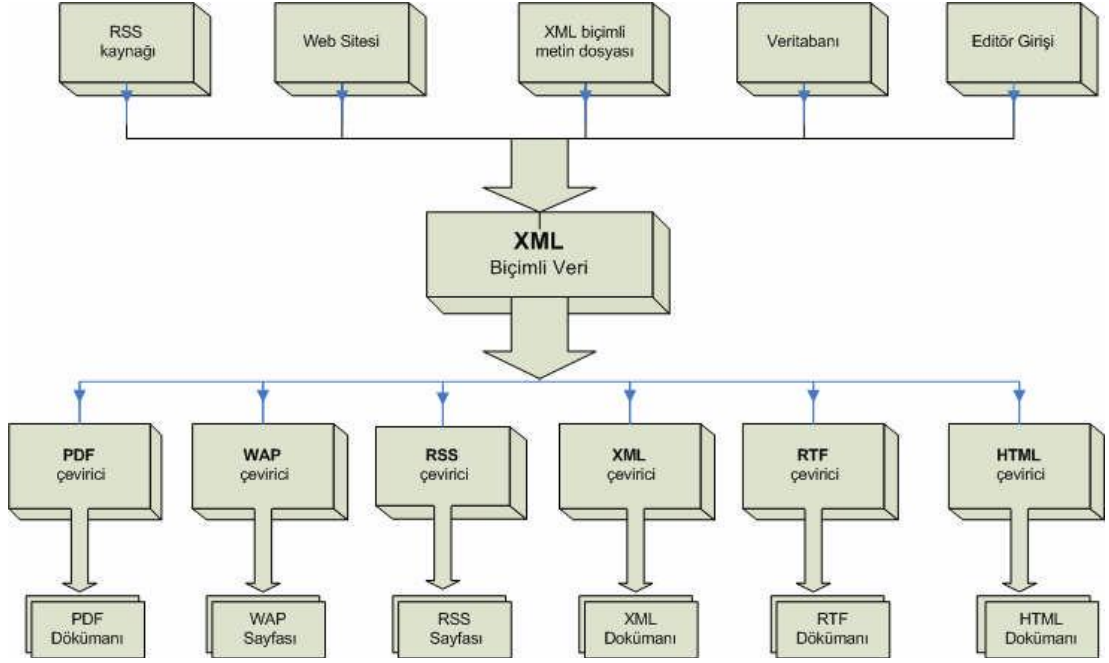 RSS
kaynağı
Web Sitesi
XML biçimli
metin dosyası
Veritabanı
Editör Girişi
XML
Biçimli Veri
PDF
çevirici
WAP
çevirici
RSS
çevirici
XML
çevirici
RTF
çevirici
HTML
çevirici
PDF
Dökümanı
WAP
Sayfası
RSS
Sayfası
XML
Dokümanı
RTF
Dökümanı
HTML
Dokümanı